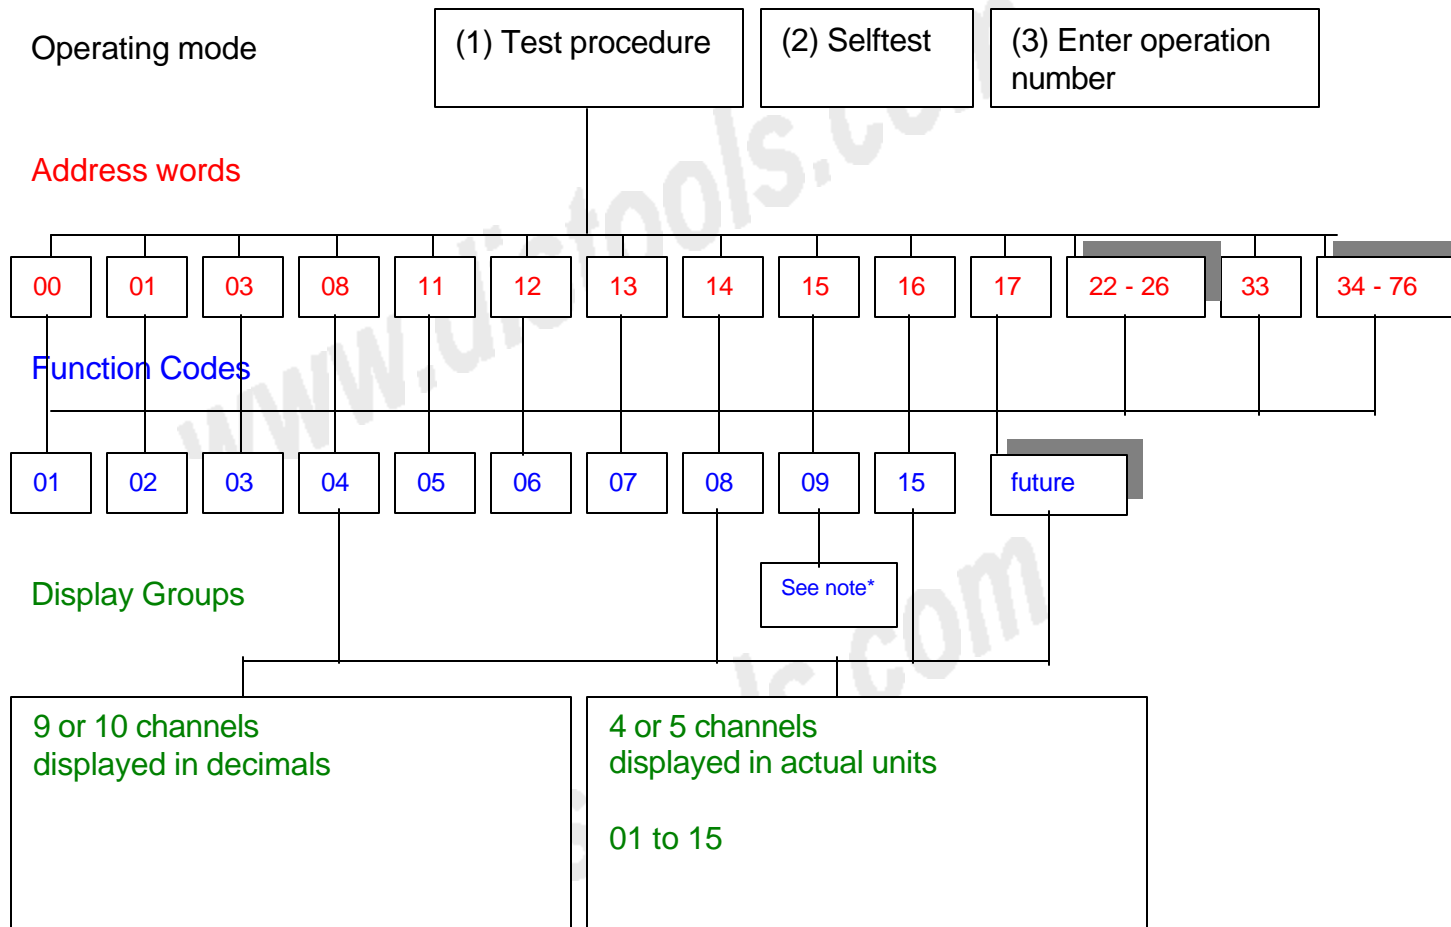 Operating mode
(1) Test procedure
(2) Selftest
(3) Enter operation
number
Address words
00 01 03 08 11 12 13 14 15 16 17 22 - 26 33 34 - 76
Function Codes
01 02 03 04 05 06 07 08 09 15 future
See note*
Display Groups
9 or 10 channels
displayed in decimals
4 or 5 channels
displayed in actual units
01 to 15